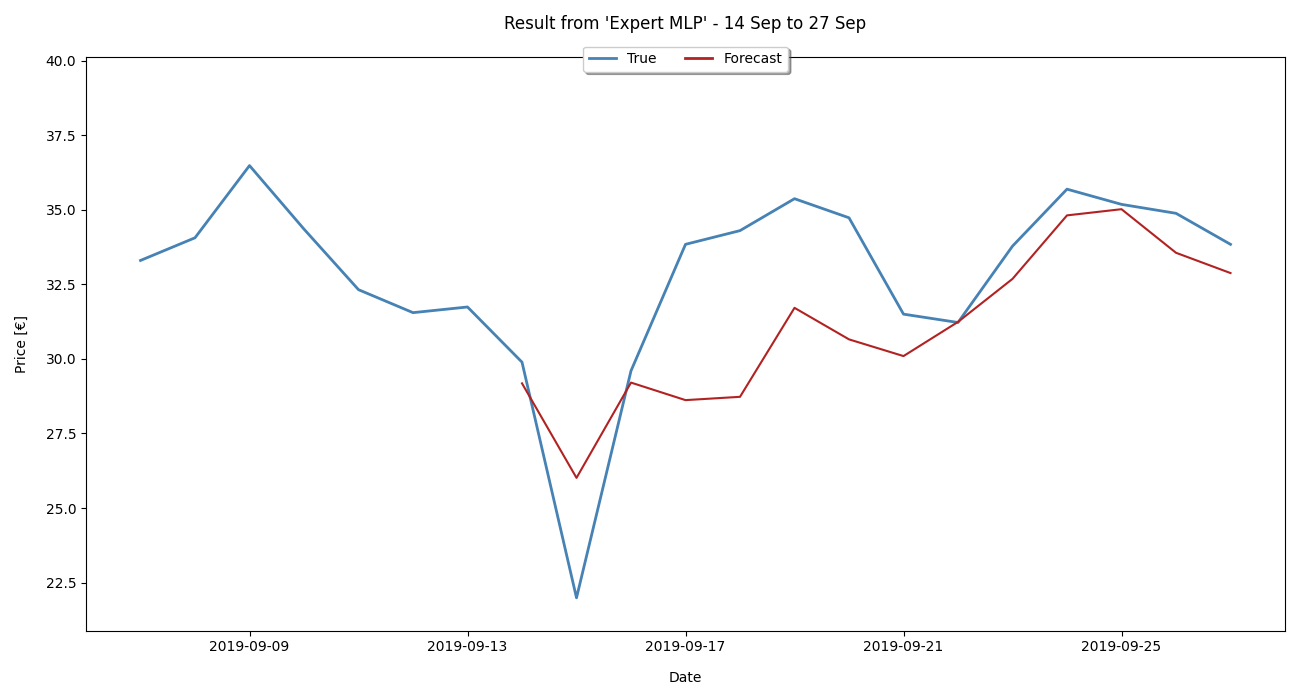 Result from 'Expert MLP' - 14 Sep to 27 Sep
True Forecast
40.0
37.5
35.0
32.5
30.0
27.5
25.0
22.5
Price [€]
2019-09-09 2019-09-13 2019-09-17 2019-09-21 2019-09-25
Date